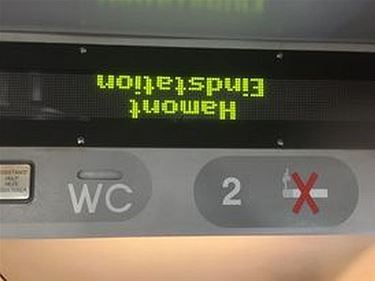 Hamont
Eindstation
WC
2